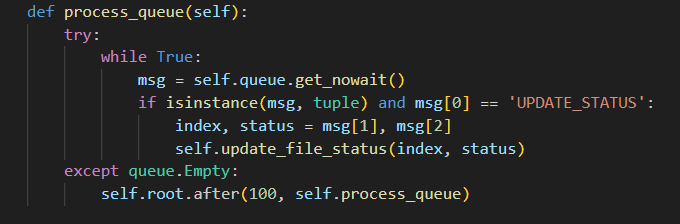 def process_queue(self):
    try:
        while True:
            msg = self.queue.get_nowait()
            if isinstance(msg, tuple) and msg[0] == 'UPDATE_STATUS':
                index, status = msg[1], msg[2]
                self.update_file_status(index, status)
    except queue.Empty:
        self.root.after(100, self.process_queue)